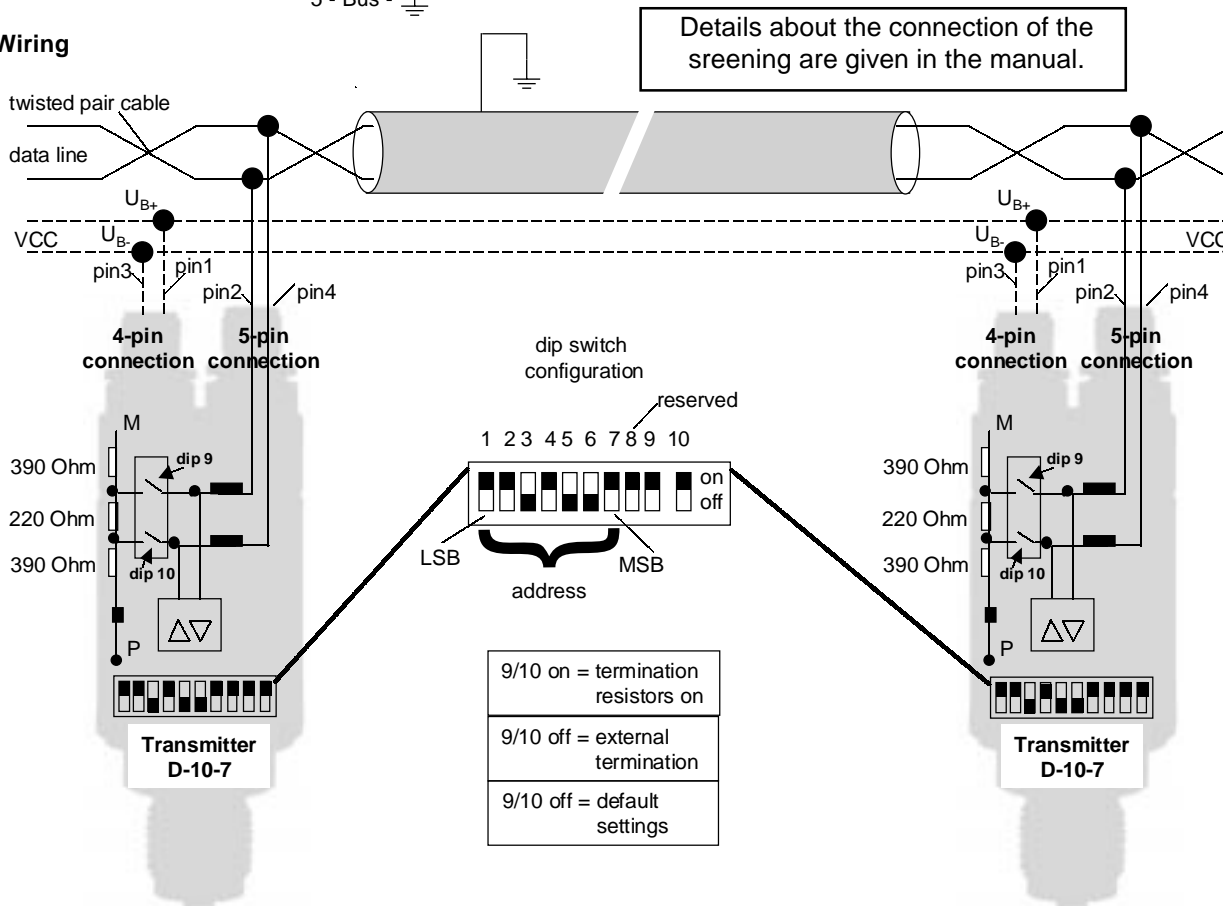 5 - Bus -
Wiring
Details about the connection of the
sreening are given in the manual.
twisted pair cable
data line
UB+
UB-
VCC
pin3
pin1
pin2
pin4
UB+
UB-
VCC
pin3
pin1
pin2
pin4
4-pin
connection
5-pin
connection
4-pin
connection
5-pin
connection
dip switch
configuration
reserved
1 2 3 4 5 6 7 8 9 10
on
off
LSB
MSB
address
M
390 Ohm
dip 9
220 Ohm
390 Ohm
dip 10
P
M
390 Ohm
dip 9
220 Ohm
390 Ohm
dip 10
P
9/10 on = termination
resistors on
9/10 off = external
termination
9/10 off = default
settings
Transmitter
D-10-7
Transmitter
D-10-7